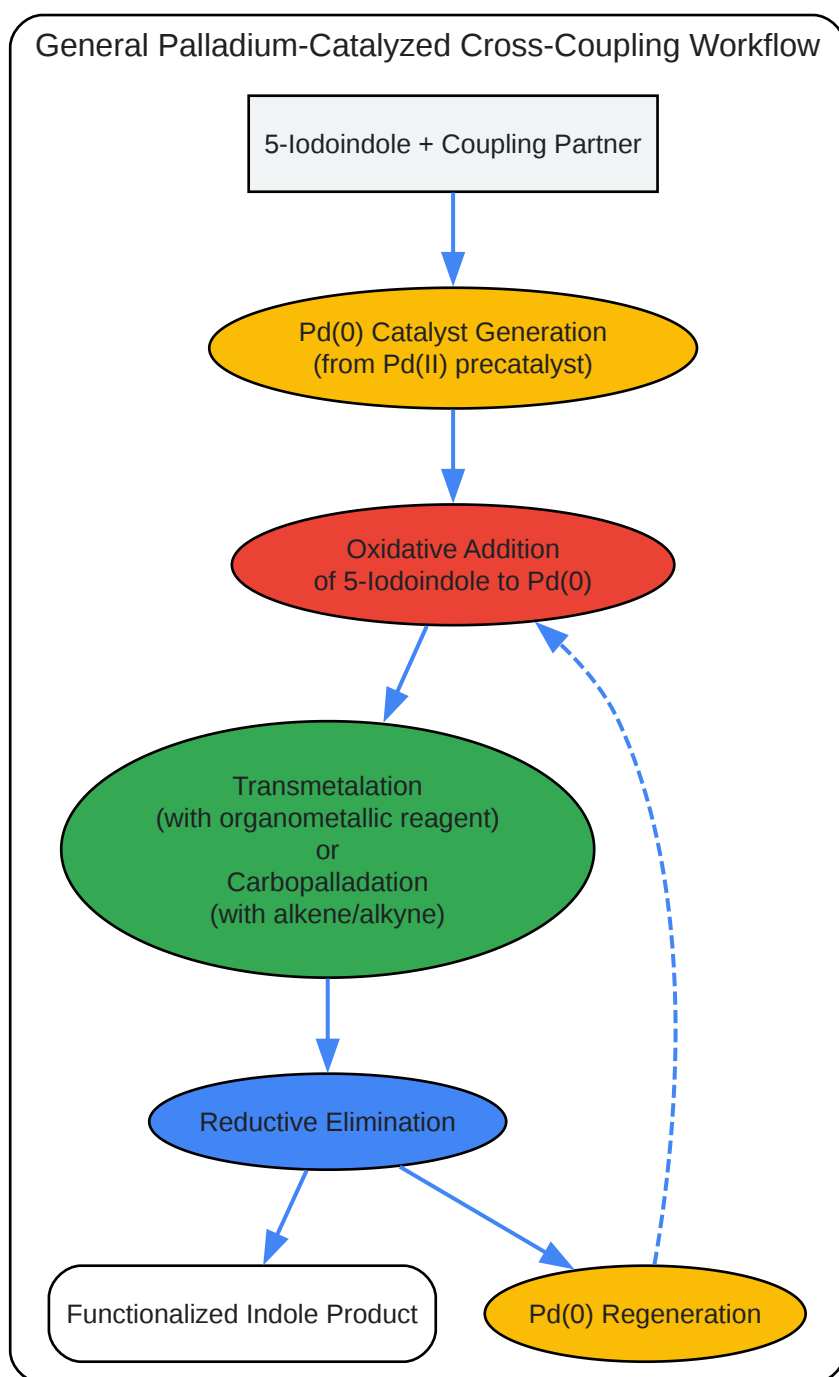 General Palladium-Catalyzed Cross-Coupling Workflow
5-Iodoindole + Coupling Partner
Pd(0) Catalyst Generation
(from Pd(II) precatalyst)
Oxidative Addition
of 5-Iodoindole to Pd(0)
Transmetalation
(with organometallic reagent)
or
Carbopalladation
(with alkene/alkyne)
Reductive Elimination
Functionalized Indole Product
Pd(0) Regeneration